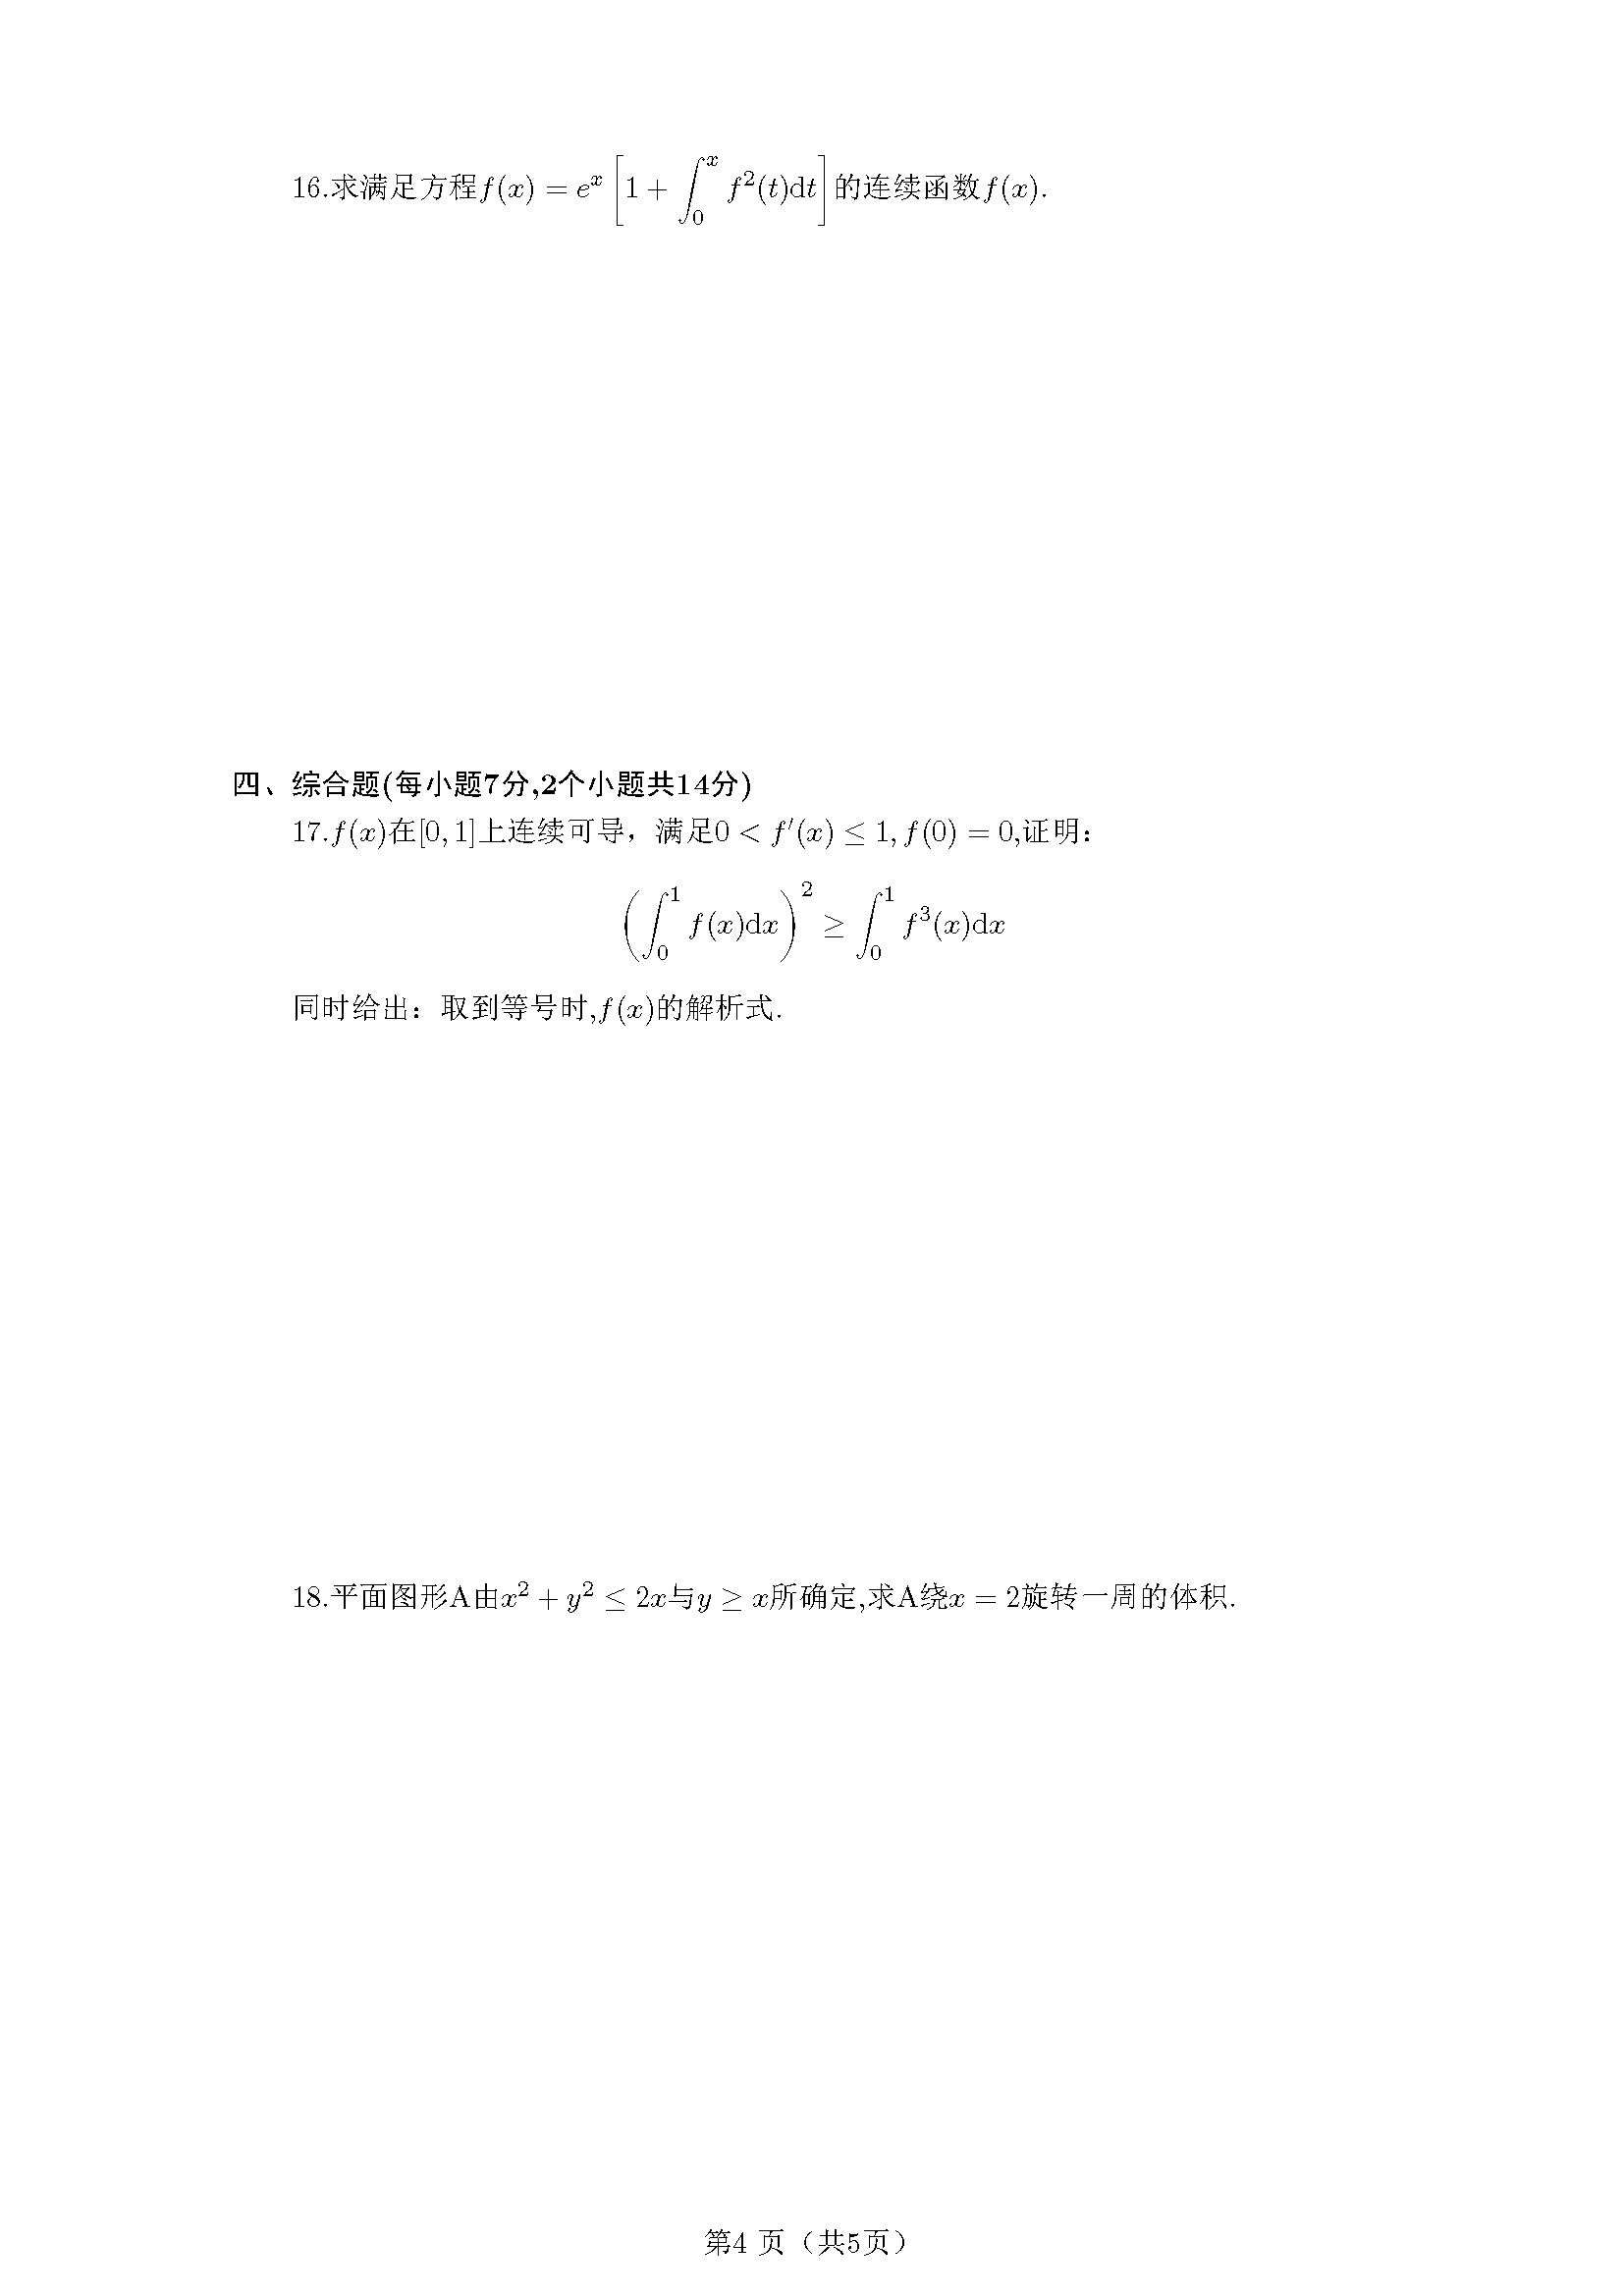 16.求满足方程$f(x) = e^x \left[1 + \int_0^x f^2(t)\mathrm{d}t\right]$的连续函数$f(x)$.
四、综合题(每小题7分,2个小题共14分)
17.$f(x)$在$[0, 1]$上连续可导，满足$0 < f'(x) \leq 1, f(0) = 0$,证明：
$\left(\int_0^1 f(x)\mathrm{d}x\right)^2 \geq \int_0^1 f^3(x)\mathrm{d}x$
同时给出：取到等号时,$f(x)$的解析式.
18.平面图形A由$x^2 + y^2 \leq 2x$与$y \geq x$所确定,求A绕$x = 2$旋转一周的体积.
第4 页（共5页）